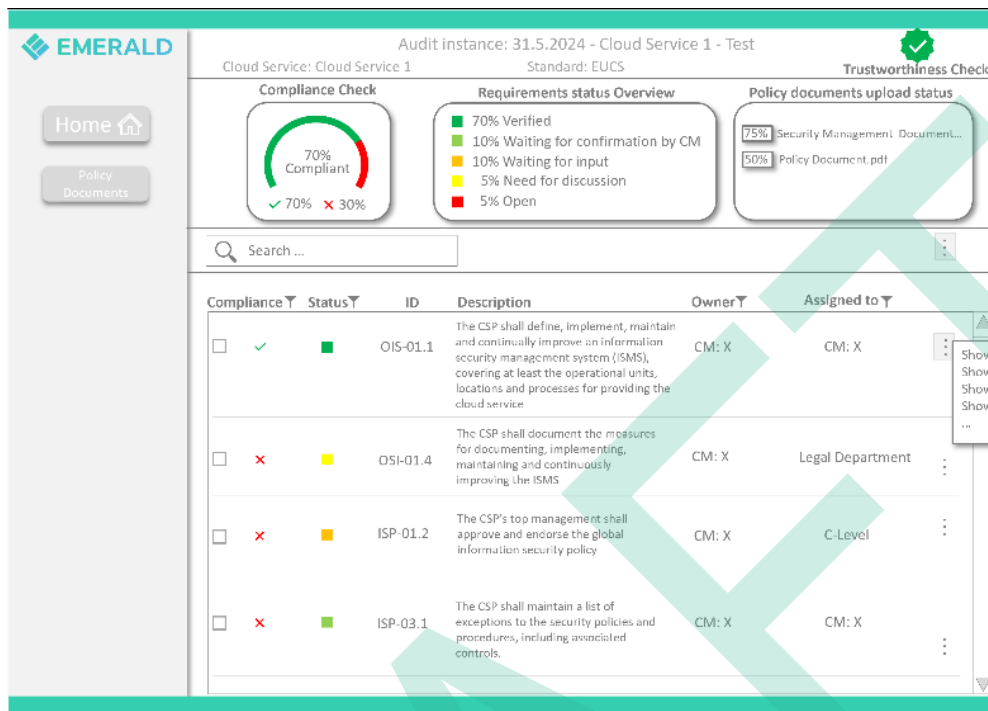 EMERALD
Audit instance: 31.5.2024 - Cloud Service 1 - Test
Cloud Service: Cloud Service 1
Standard: EUCS
Trustworthiness Check
Home
Policy
Documents
Compliance Check
70%
Compliant
70% 30%
Requirements status Overview
70% Verified
10% Waiting for confirmation by CM
10% Waiting for input
5% Need for discussion
5% Open
Policy documents upload status
75% Security Management Document...
50% Policy Document.pdf
Search ...
Compliance Status ID Description Owner Assigned to
The CSP shall define, implement, maintain
and continually improve an information
security management system (ISMS),
covering at least the operational units,
locations and processes for providing the
cloud service
OIS-01.1
CM: X
CM: X
Show
Show
Show
Show
...
The CSP shall document the measures
for documenting, implementing,
maintaining and continuously
improving the ISMS
OSI-01.4
CM: X
Legal Department
The CSP's top management shall
approve and endorse the global
information security policy
ISP-01.2
CM: X
C-Level
The CSP shall maintain a list of
exceptions to the security policies and
procedures, including associated
controls.
ISP-03.1
CM: X
CM: X